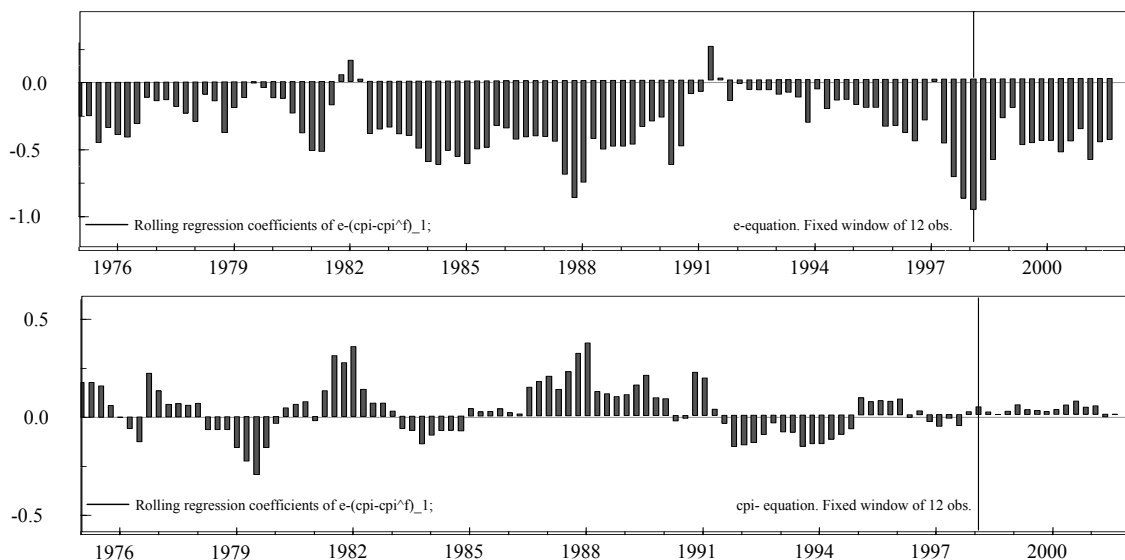 0.0
-0.5
-1.0
Rolling regression coefficients of e-(cpi-cpi^f)_1; e-equation. Fixed window of 12 obs.
1976 1979 1982 1985 1988 1991 1994 1997 2000
0.5
0.0
-0.5
Rolling regression coefficients of e-(cpi-cpi^f)_1; cpi- equation. Fixed window of 12 obs.
1976 1979 1982 1985 1988 1991 1994 1997 2000